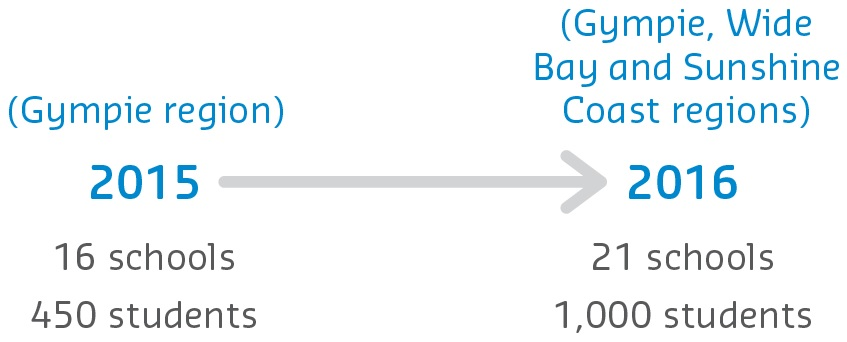 (Gympie region)
2015
16 schools
450 students
(Gympie, Wide
Bay and Sunshine
Coast regions)
2016
21 schools
1,000 students